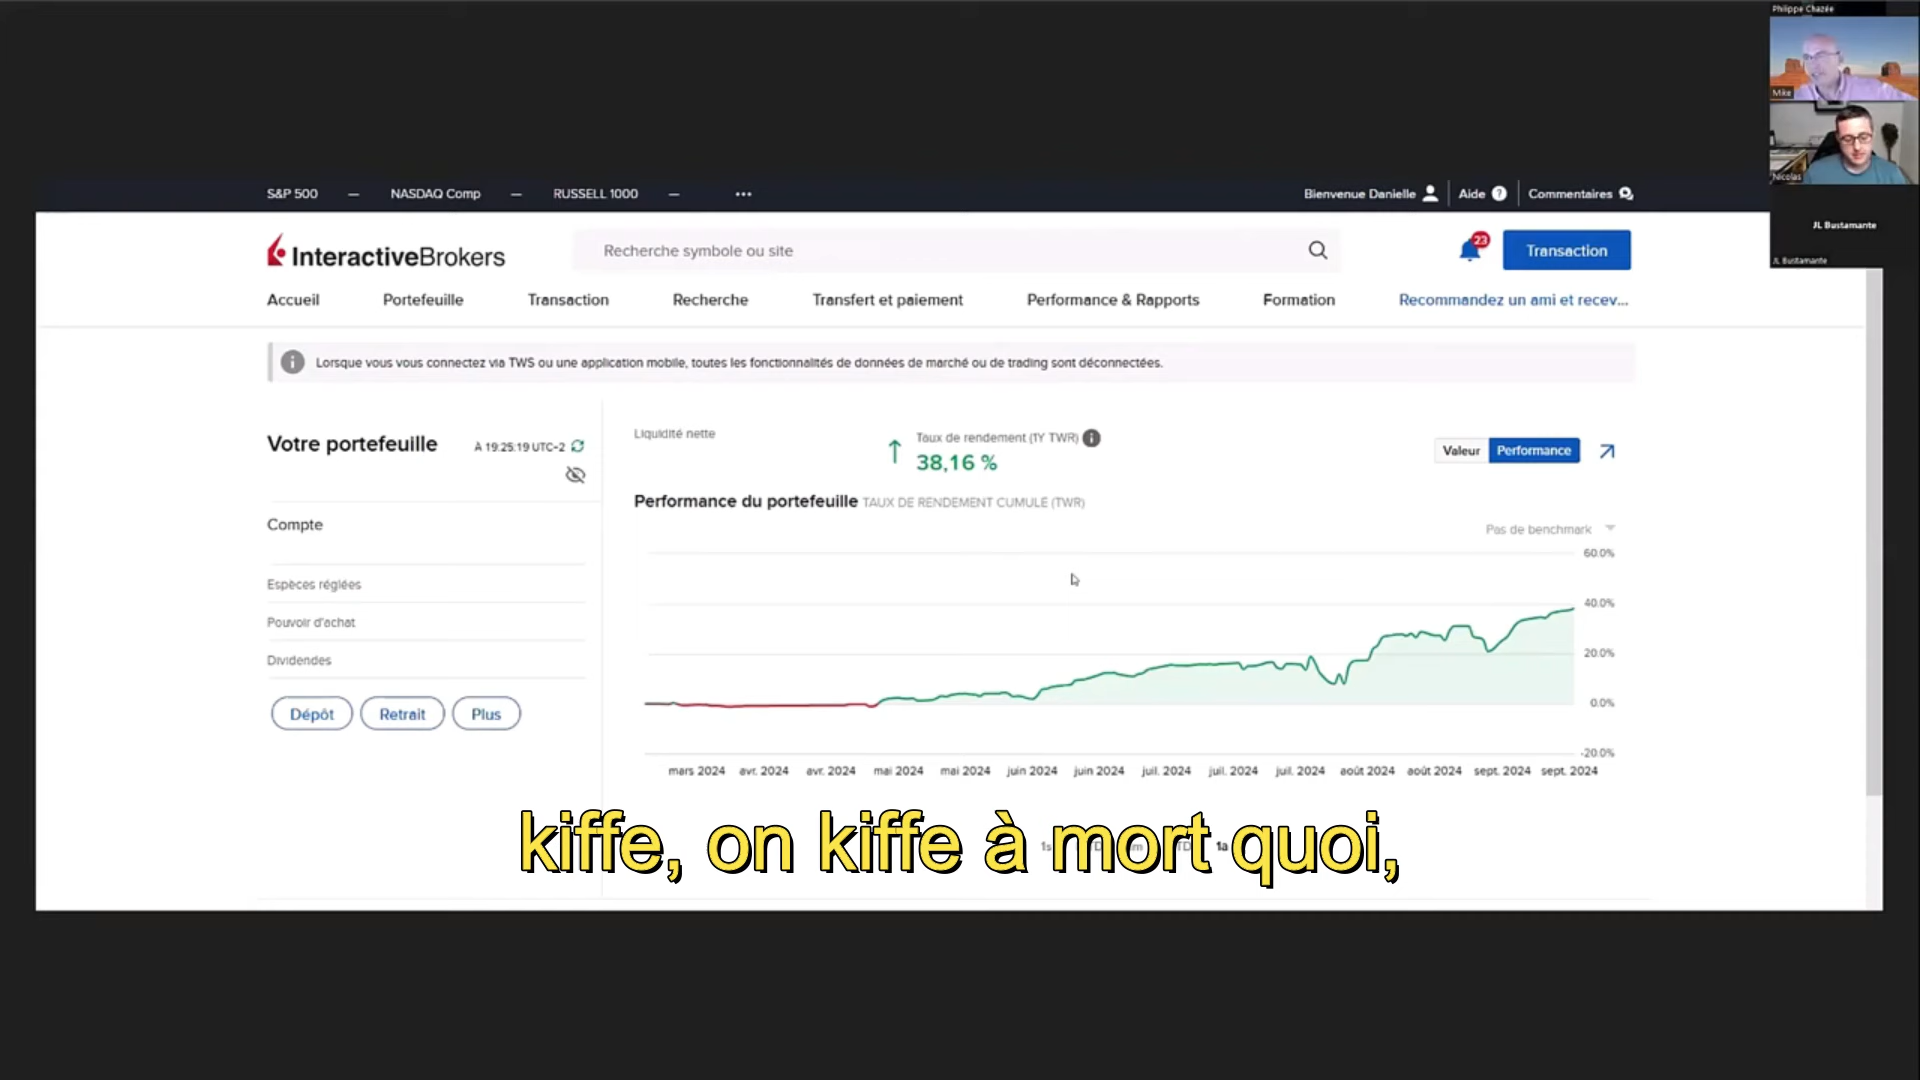 Philippe Chazée
Mike
Nicolas
JL Bustamante
JL Bustamante
S&P 500 — NASDAQ Comp — RUSSELL 1000 — •••
Bienvenue Danielle Aide ? Commentaires
InteractiveBrokers
Recherche symbole ou site
23
Transaction
Accueil Portefeuille Transaction Recherche Transfert et paiement Performance & Rapports Formation Recommandez un ami et recev...
Lorsque vous vous connectez via TWS ou une application mobile, toutes les fonctionnalités de données de marché ou de trading sont déconnectées.
Votre portefeuille À 19:25:19 UTC-2
Compte
Espèces réglées
Pouvoir d'achat
Dividendes
Dépôt Retrait Plus
Liquidité nette
Taux de rendement (1Y TWR)
38,16 %
Valeur Performance
Performance du portefeuille TAUX DE RENDEMENT CUMULÉ (TWR)
Pas de benchmark
60.0%
40.0%
20.0%
0.0%
-20.0%
mars 2024 avr. 2024 avr. 2024 mai 2024 mai 2024 juin 2024 juin 2024 juil. 2024 juil. 2024 juil. 2024 août 2024 août 2024 sept. 2024 sept. 2024
1a
kiffe, on kiffe à mort quoi,